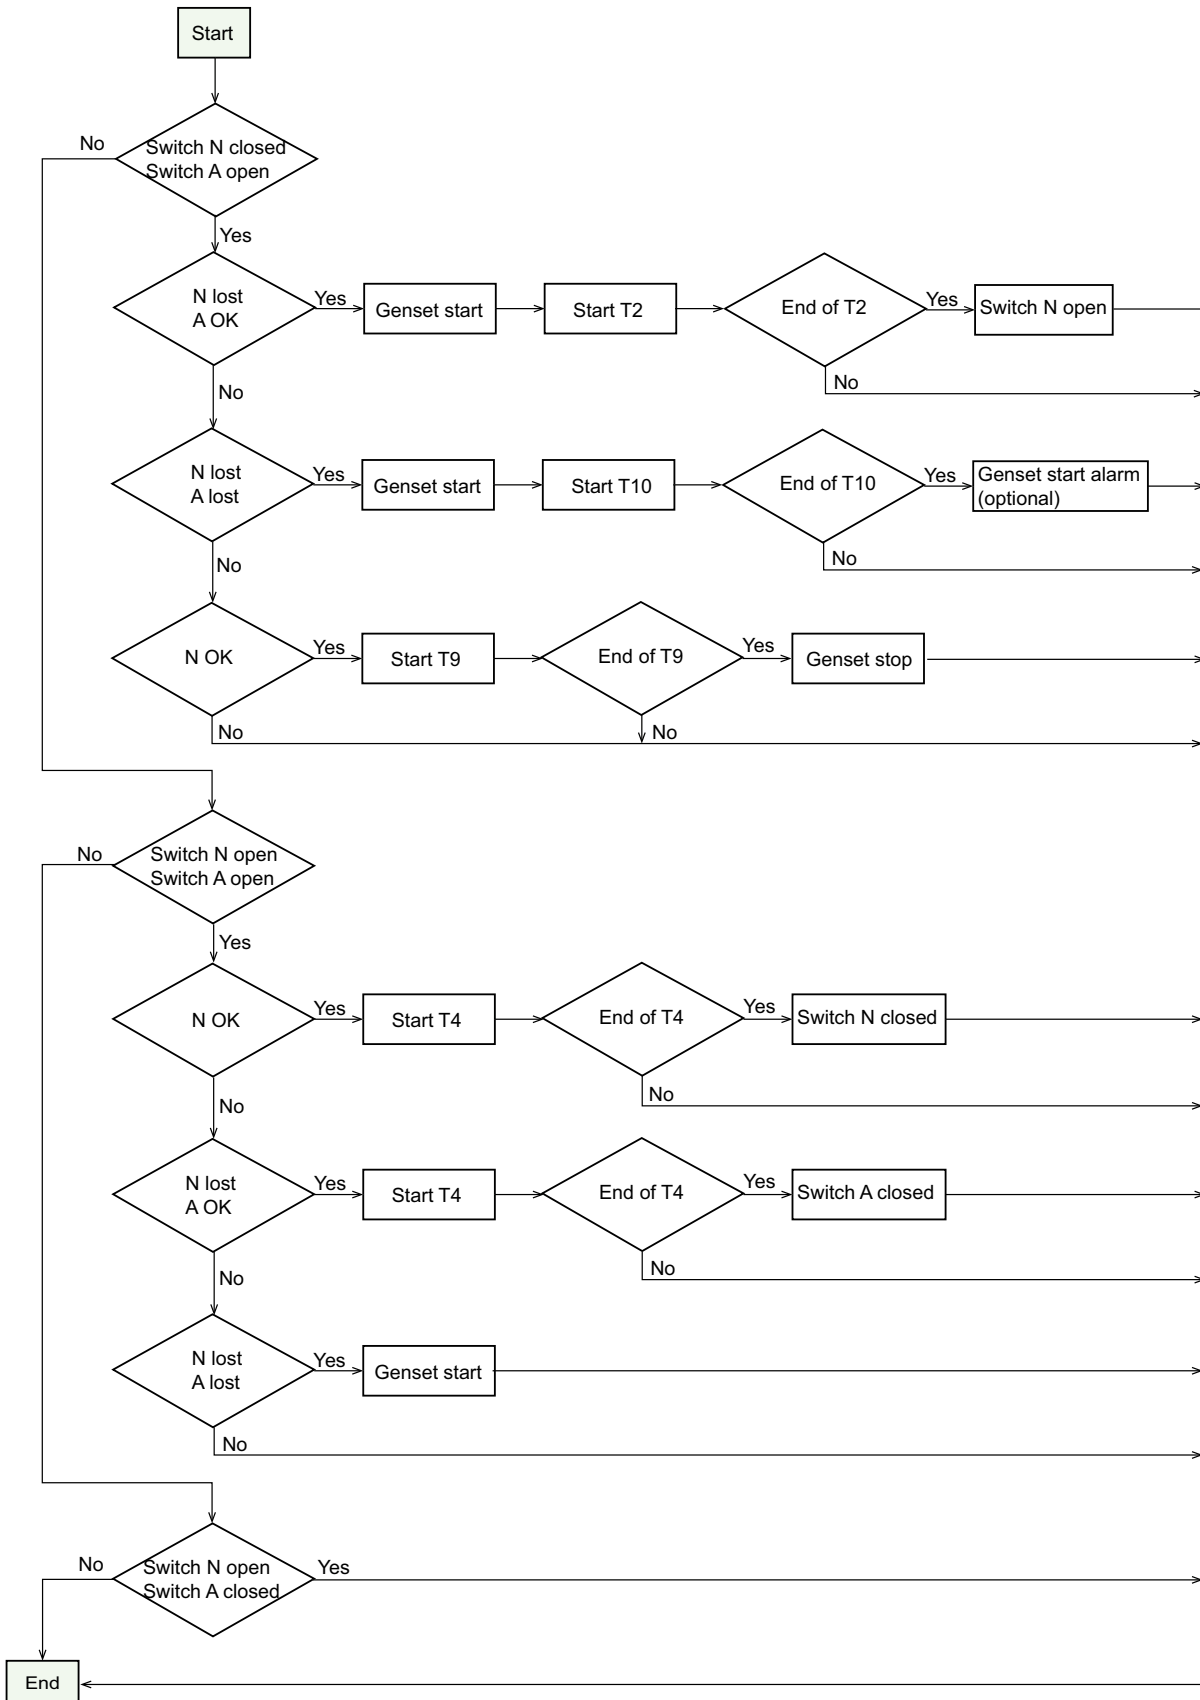 Start
No
Switch N closed
Switch A open
Yes
N lost
A OK
Yes
Genset start
Start T2
End of T2
Yes
Switch N open
No
No
N lost
A lost
Yes
Genset start
Start T10
End of T10
Yes
Genset start alarm
(optional)
No
No
N OK
Yes
Start T9
End of T9
Yes
Genset stop
No
No
No
Switch N open
Switch A open
Yes
N OK
Yes
Start T4
End of T4
Yes
Switch N closed
No
No
N lost
A OK
Yes
Start T4
End of T4
Yes
Switch A closed
No
No
N lost
A lost
Yes
Genset start
No
No
Switch N open
Switch A closed
Yes
End